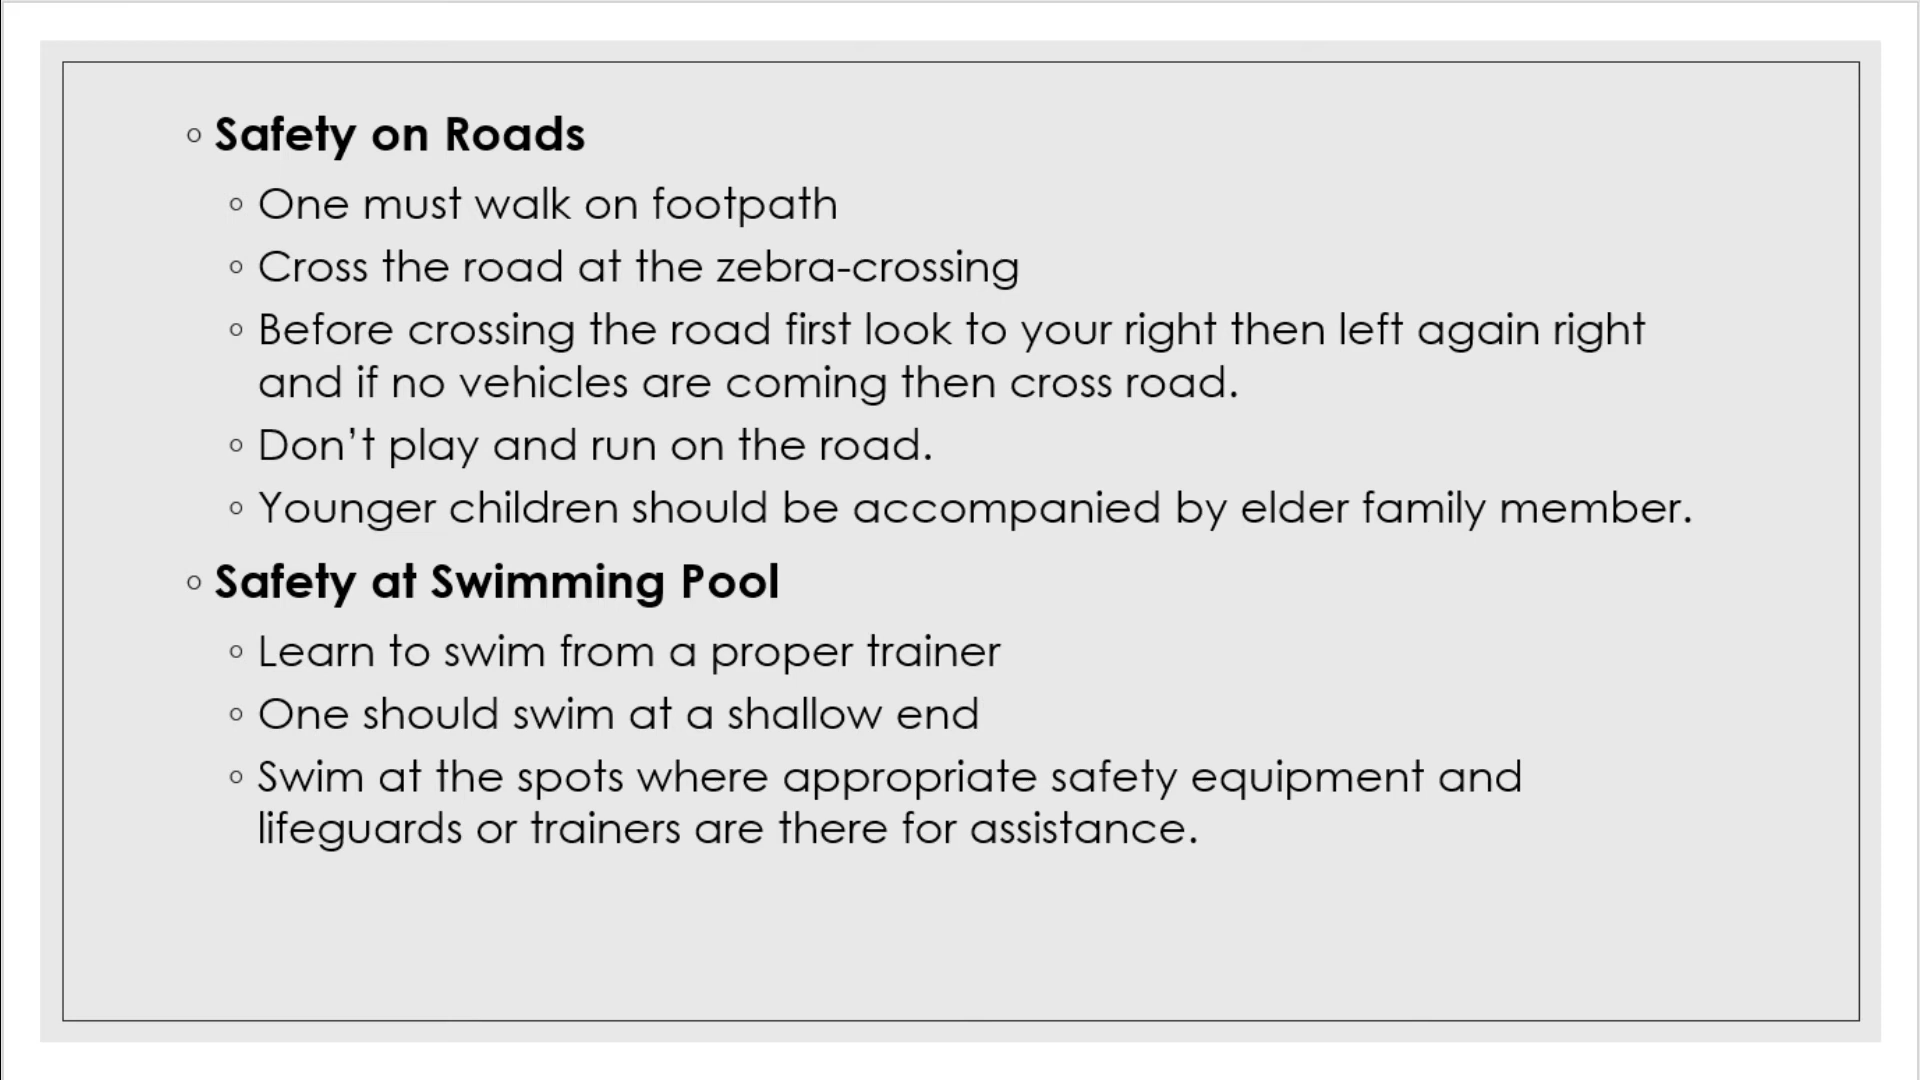 ◦ Safety on Roads
◦ One must walk on footpath
◦ Cross the road at the zebra-crossing
◦ Before crossing the road first look to your right then left again right
and if no vehicles are coming then cross road.
◦ Don’t play and run on the road.
◦ Younger children should be accompanied by elder family member.
◦ Safety at Swimming Pool
◦ Learn to swim from a proper trainer
◦ One should swim at a shallow end
◦ Swim at the spots where appropriate safety equipment and
lifeguards or trainers are there for assistance.